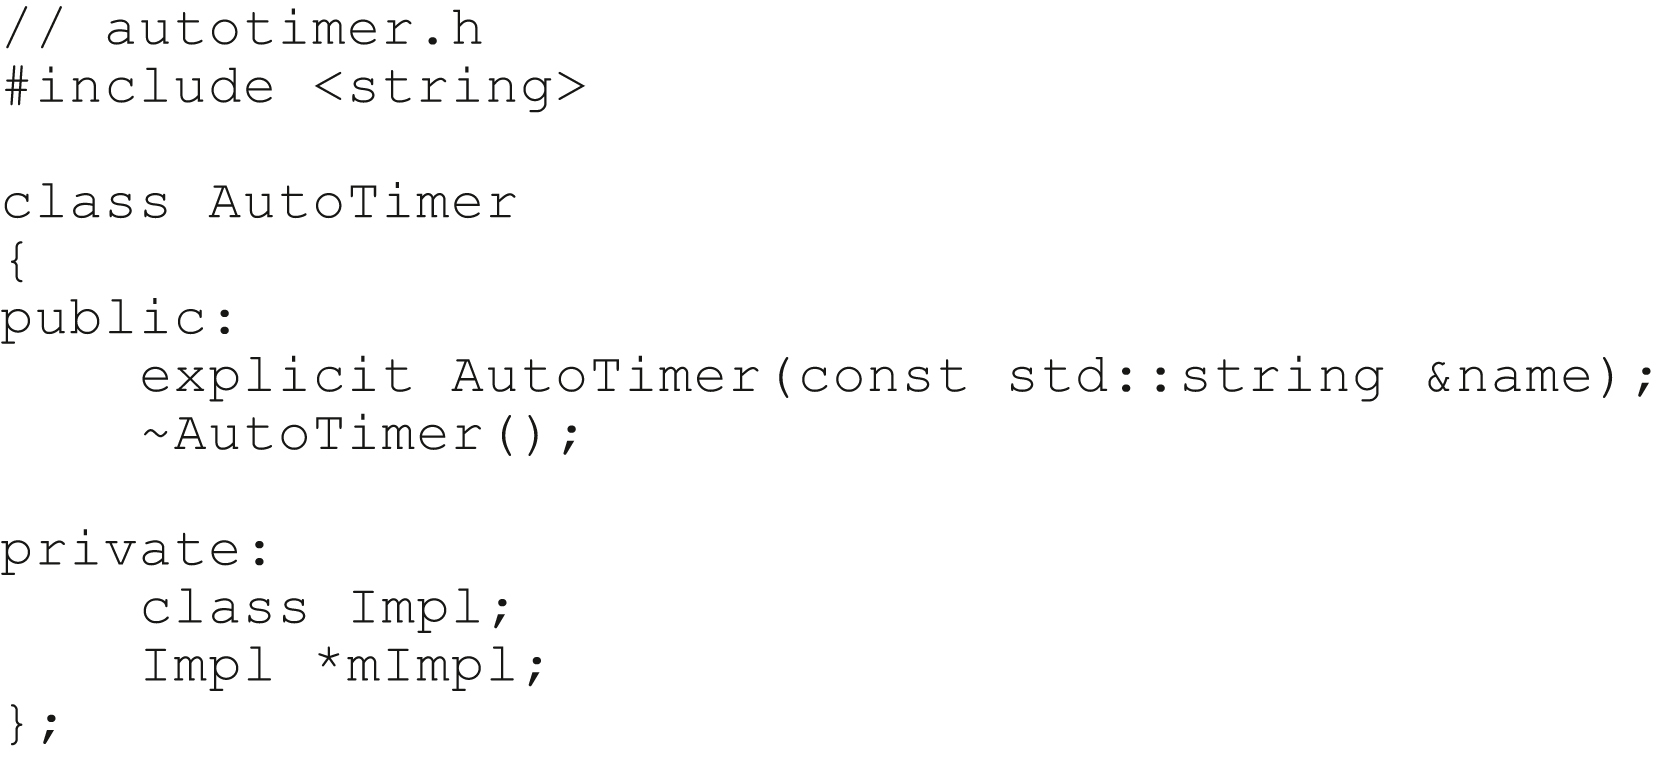 // autotimer.h
#include <string>

class AutoTimer
{
public:
    explicit AutoTimer(const std::string &name);
    ~AutoTimer();

private:
    class Impl;
    Impl *mImpl;
};